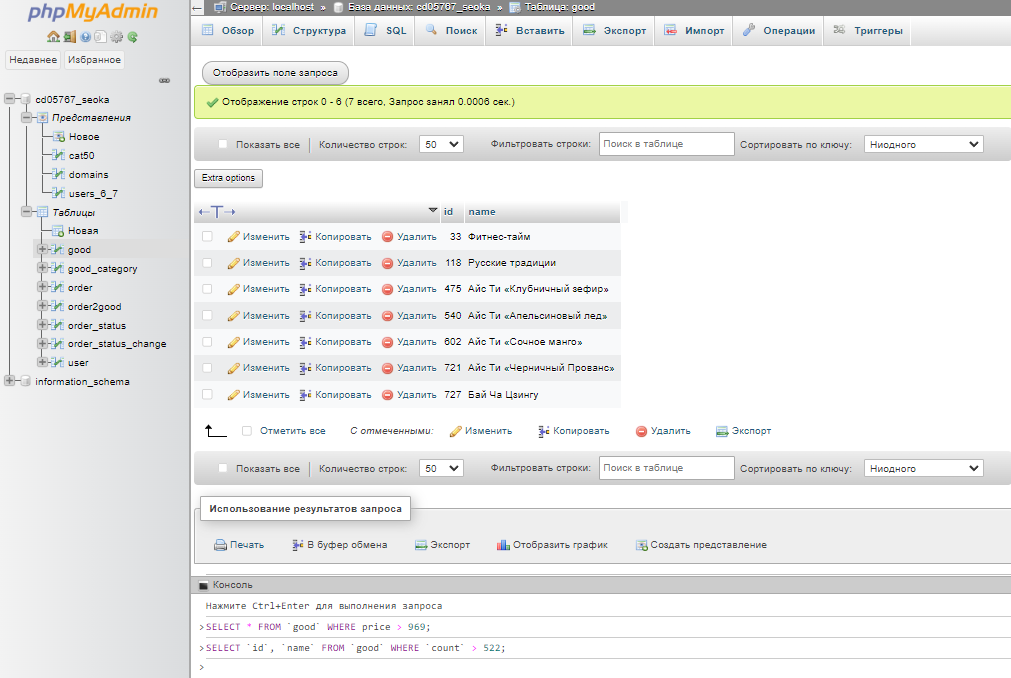 phpMyAdmin
Недавнее Избранное
cd05767_seoka
Представления
Новое
cat50
domains
users_6_7
Таблицы
Новая
good
good_category
order
order2good
order_status
order_status_change
user
information_schema
← Сервер: localhost » База данных: cd05767_seoka » Таблица: good
Обзор Структура SQL Поиск Вставить Экспорт Импорт Операции Триггеры
Отобразить поле запроса
Отображение строк 0 - 6 (7 всего, Запрос занял 0.0006 сек.)
Показать все Количество строк: 50 Фильтровать строки: Поиск в таблице Сортировать по ключу: Ниодного
Extra options
←T→ id name
Изменить Копировать Удалить 33 Фитнес-тайм
Изменить Копировать Удалить 118 Русские традиции
Изменить Копировать Удалить 475 Айс Ти «Клубничный зефир»
Изменить Копировать Удалить 540 Айс Ти «Апельсиновый лед»
Изменить Копировать Удалить 602 Айс Ти «Сочное манго»
Изменить Копировать Удалить 721 Айс Ти «Черничный Прованс»
Изменить Копировать Удалить 727 Бай Ча Цзингу
Отметить все С отмеченными: Изменить Копировать Удалить Экспорт
Показать все Количество строк: 50 Фильтровать строки: Поиск в таблице Сортировать по ключу: Ниодного
Использование результатов запроса
Печать В буфер обмена Экспорт Отобразить график Создать представление
Консоль
Нажмите Ctrl+Enter для выполнения запроса
>SELECT * FROM `good` WHERE price > 969;
>SELECT `id`, `name` FROM `good` WHERE `count` > 522;
>